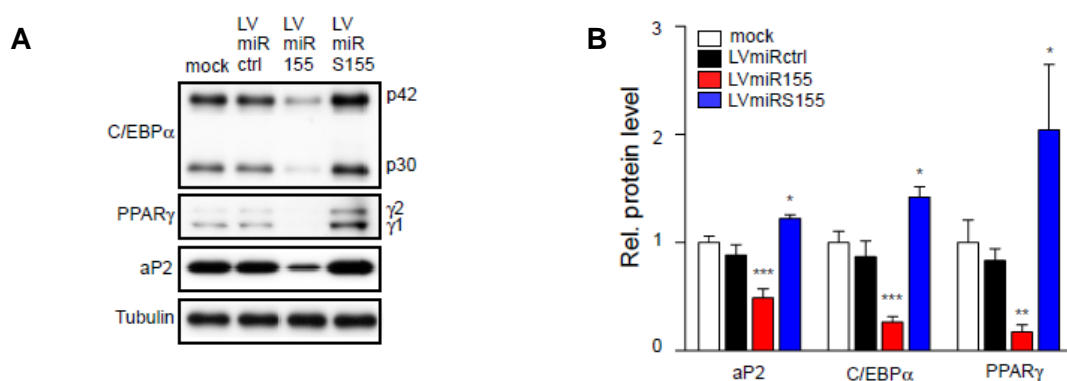 A
mock
LV
miR
ctrl
LV
miR
155
LV
miR
S155
C/EBPα
p42
p30
PPARγ
γ2
γ1
aP2
Tubulin
B
Rel. protein level
3
2
1
0
mock
LVmiRctrl
LVmiR155
LVmiRS155
***
*
***
*
**
*
aP2
C/EBPα
PPARγ